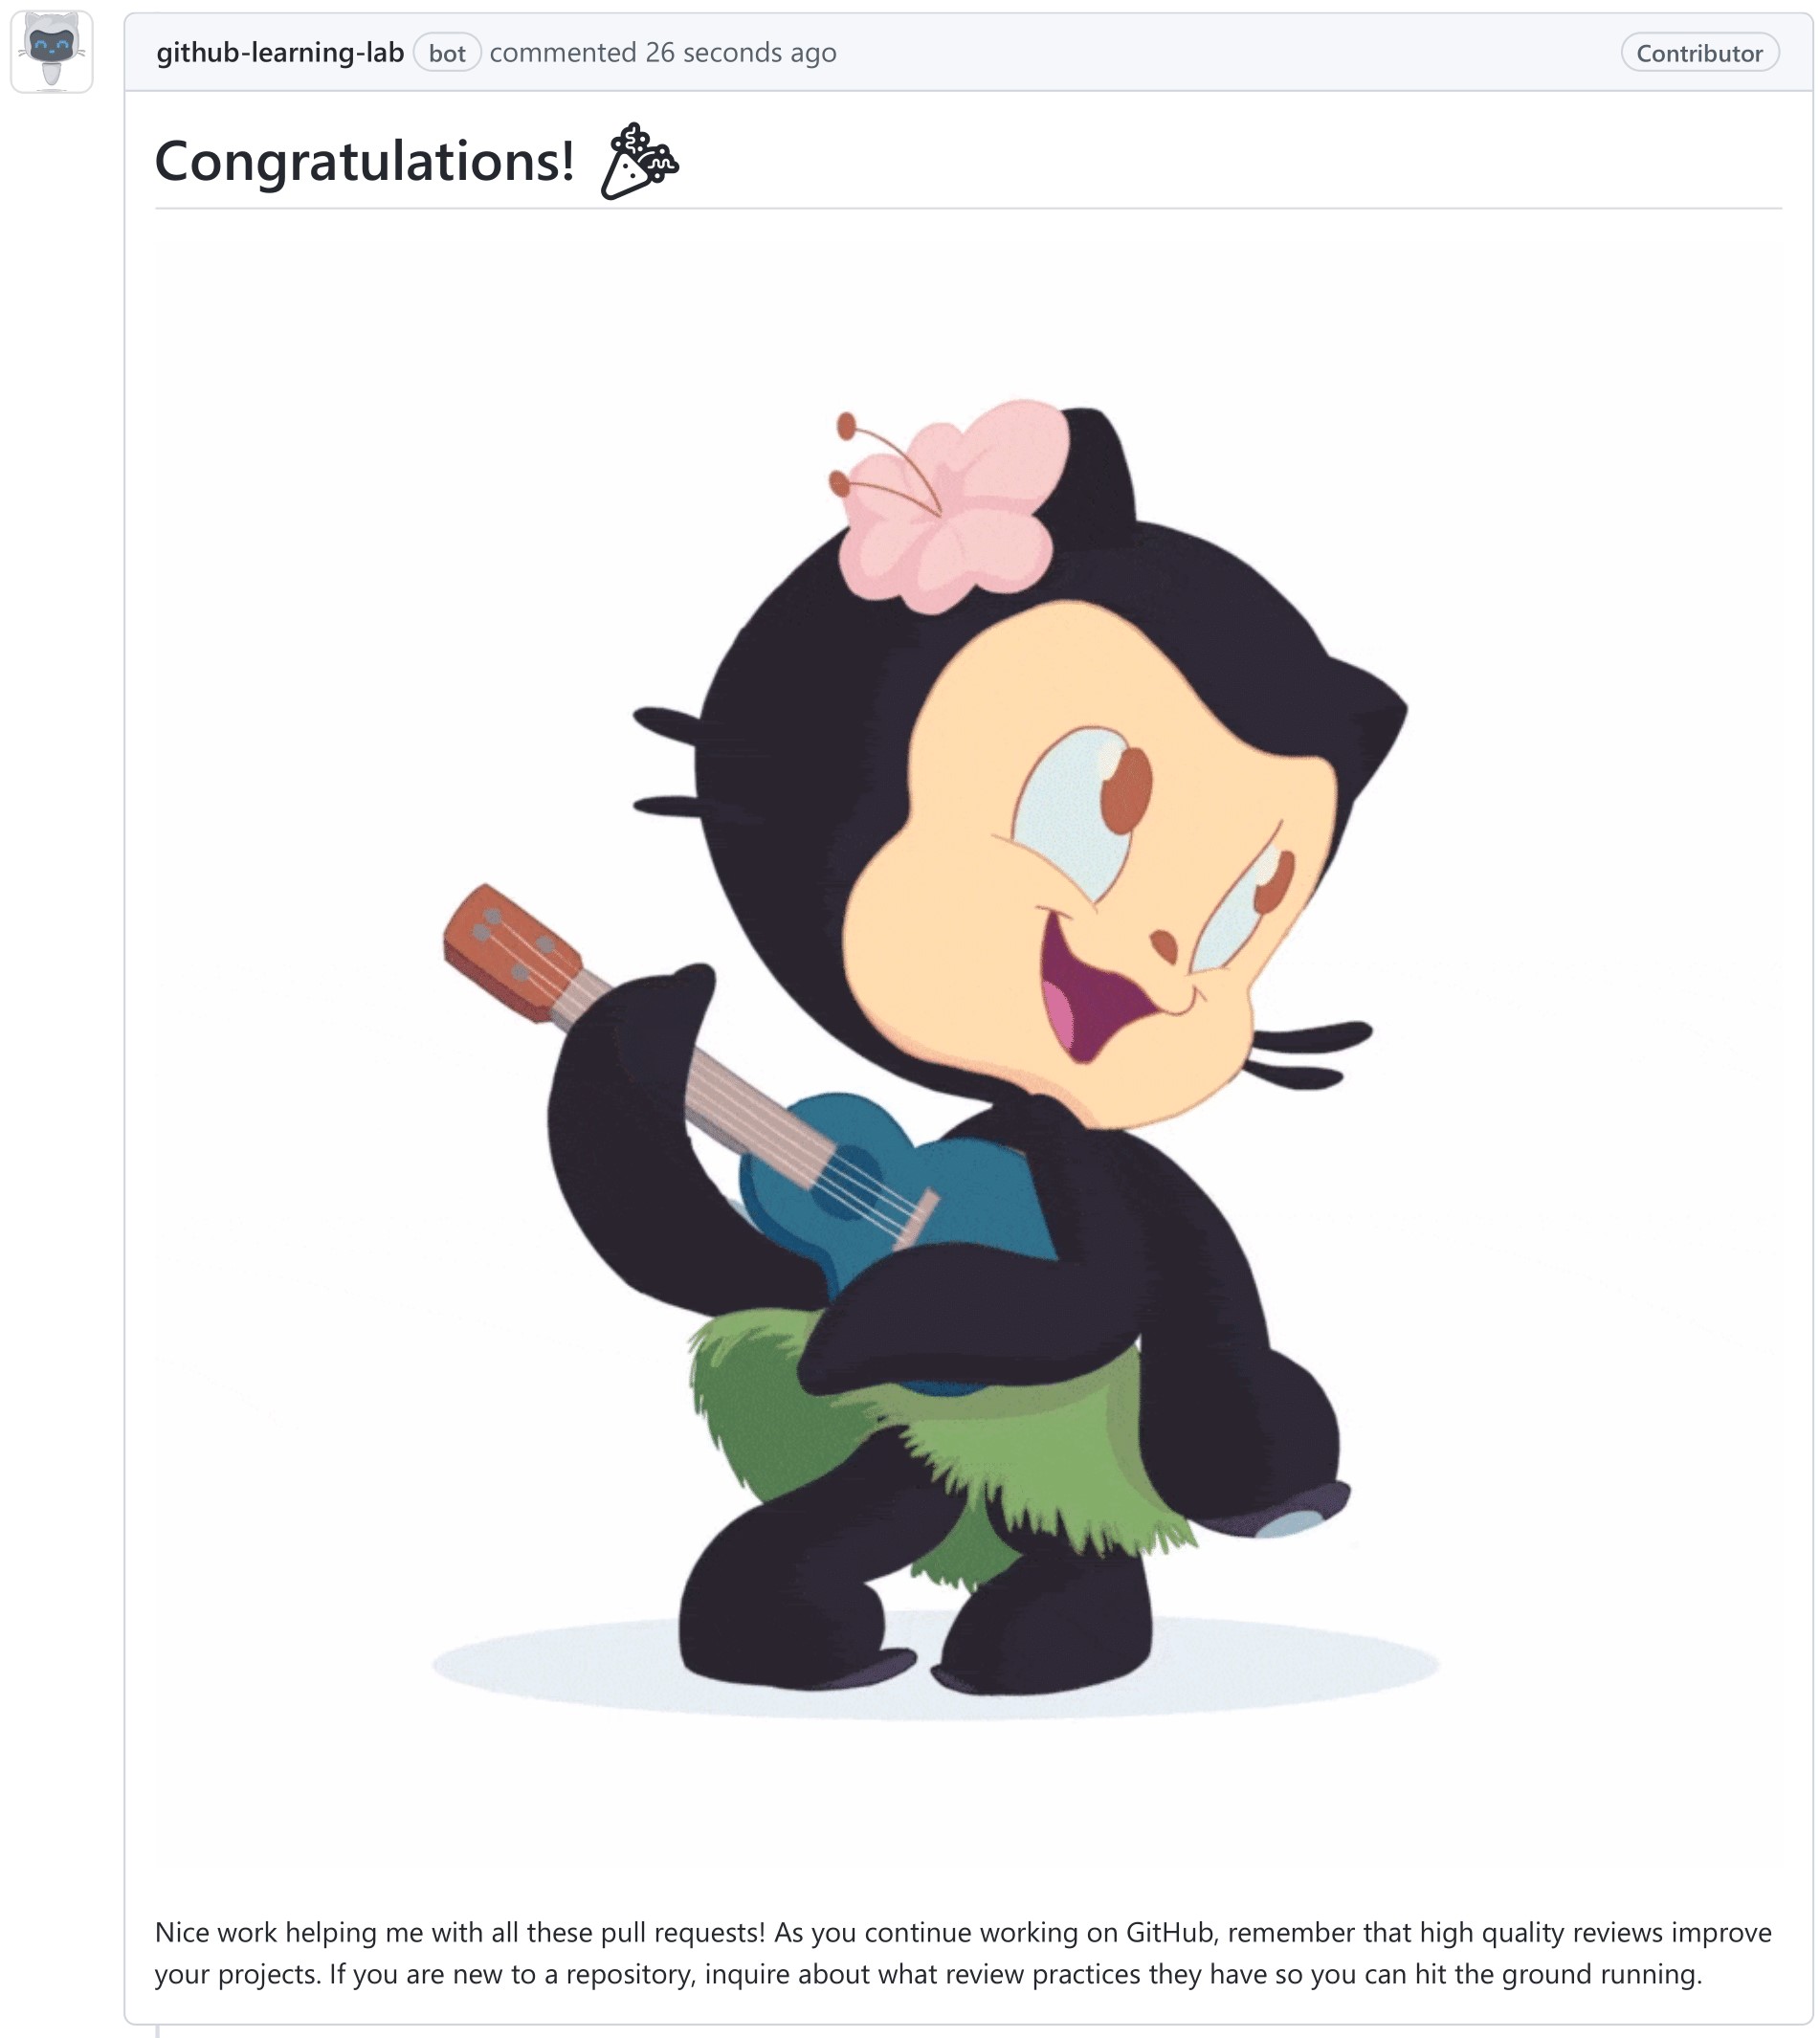 github-learning-lab bot commented 26 seconds ago Contributor
Congratulations! 🎉
Nice work helping me with all these pull requests! As you continue working on GitHub, remember that high quality reviews improve
your projects. If you are new to a repository, inquire about what review practices they have so you can hit the ground running.